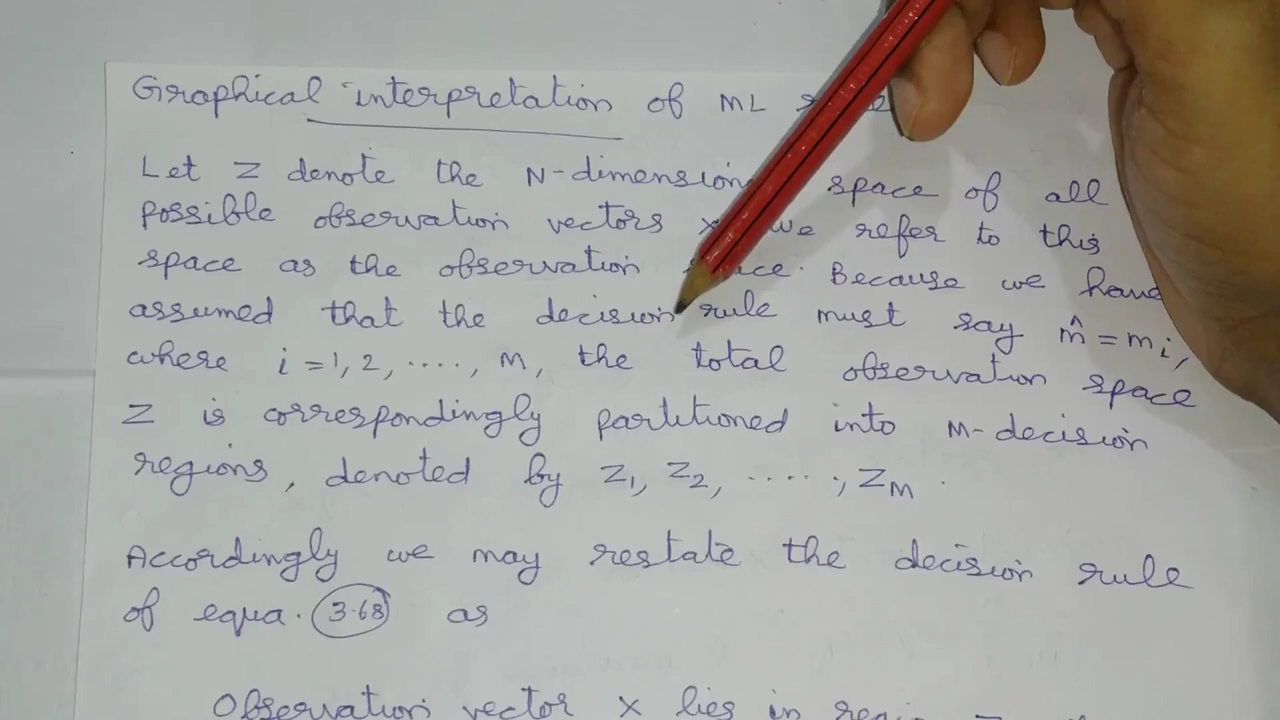 Graphical interpretation of ML
Let Z denote the N-dimension space of all
possible observation vectors x we refer to this
space as the observation space. Because we have
assumed that the decision rule must say m̂ = mi,
where i = 1, 2, ....., M, the total observation space
Z is correspondingly partitioned into M-decision
regions, denoted by Z1, Z2, ....., ZM.
Accordingly we may restate the decision rule
of equa. 3.68 as
Observation vector x lies in